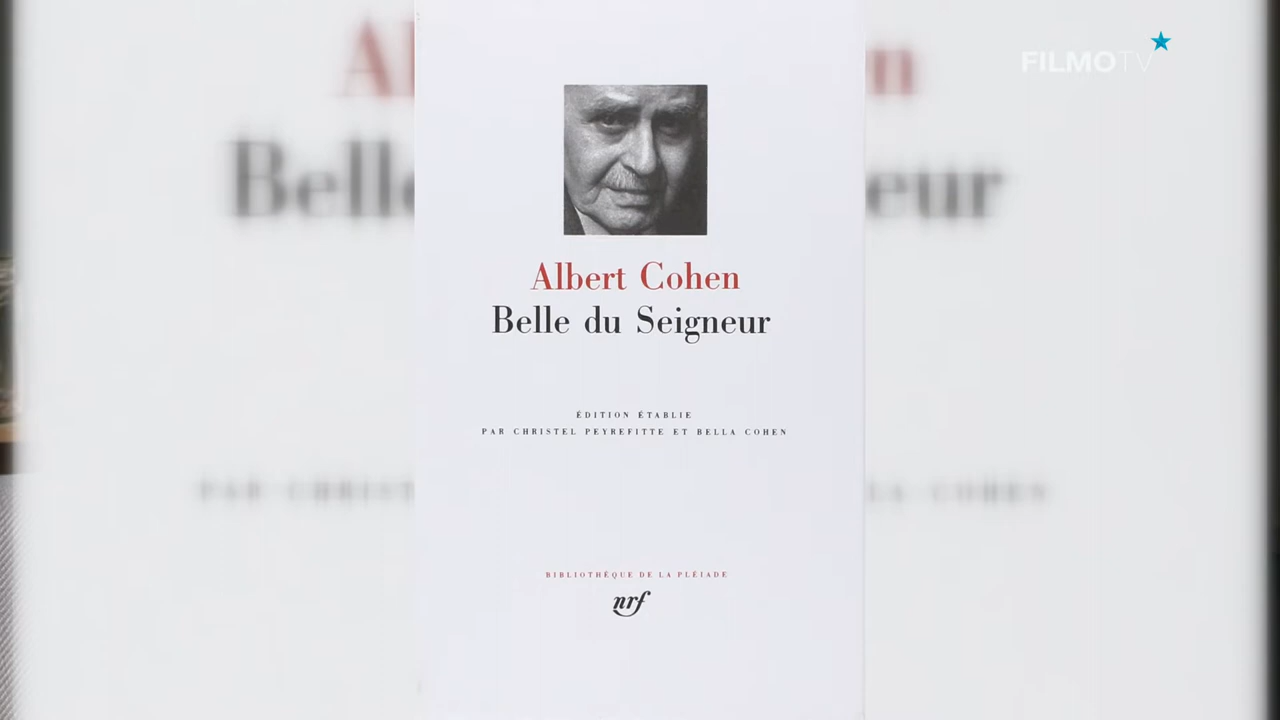 FILMOTV
Albert Cohen
Belle du Seigneur
ÉDITION ÉTABLIE
PAR CHRISTEL PEYREFITTE ET BELLA COHEN
BIBLIOTHÈQUE DE LA PLÉIADE
nrf